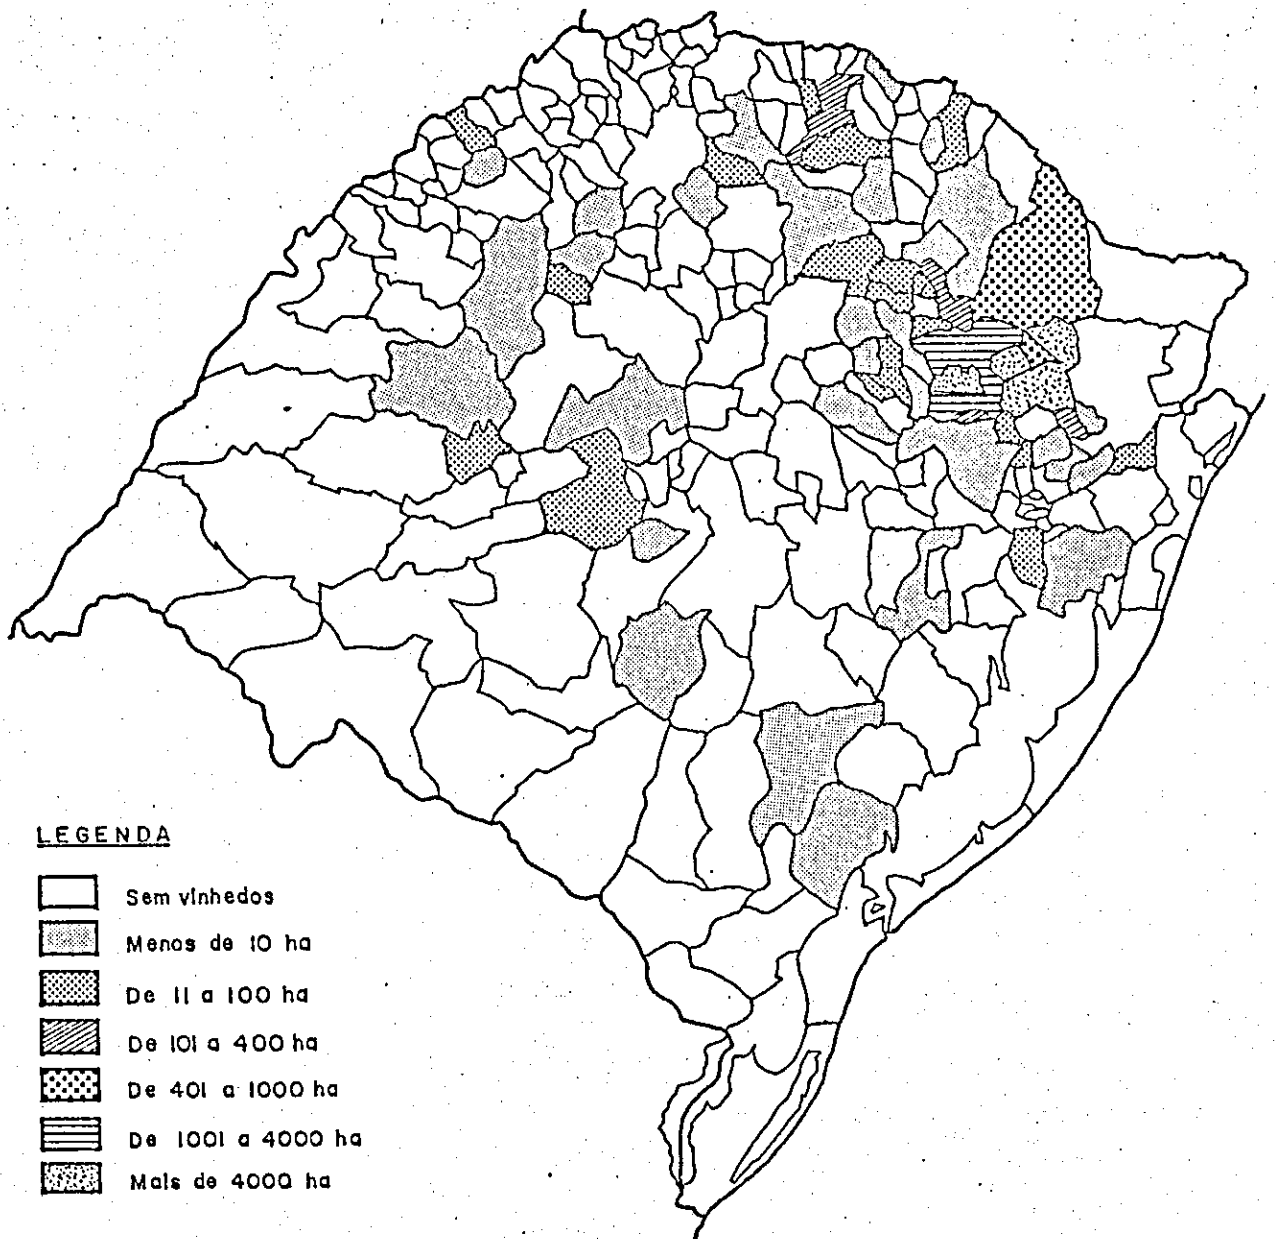 LEGENDA
Sem vinhedos
Menos de 10 ha
De 11 a 100 ha
De 101 a 400 ha
De 401 a 1000 ha
De 1001 a 4000 ha
Mais de 4000 ha